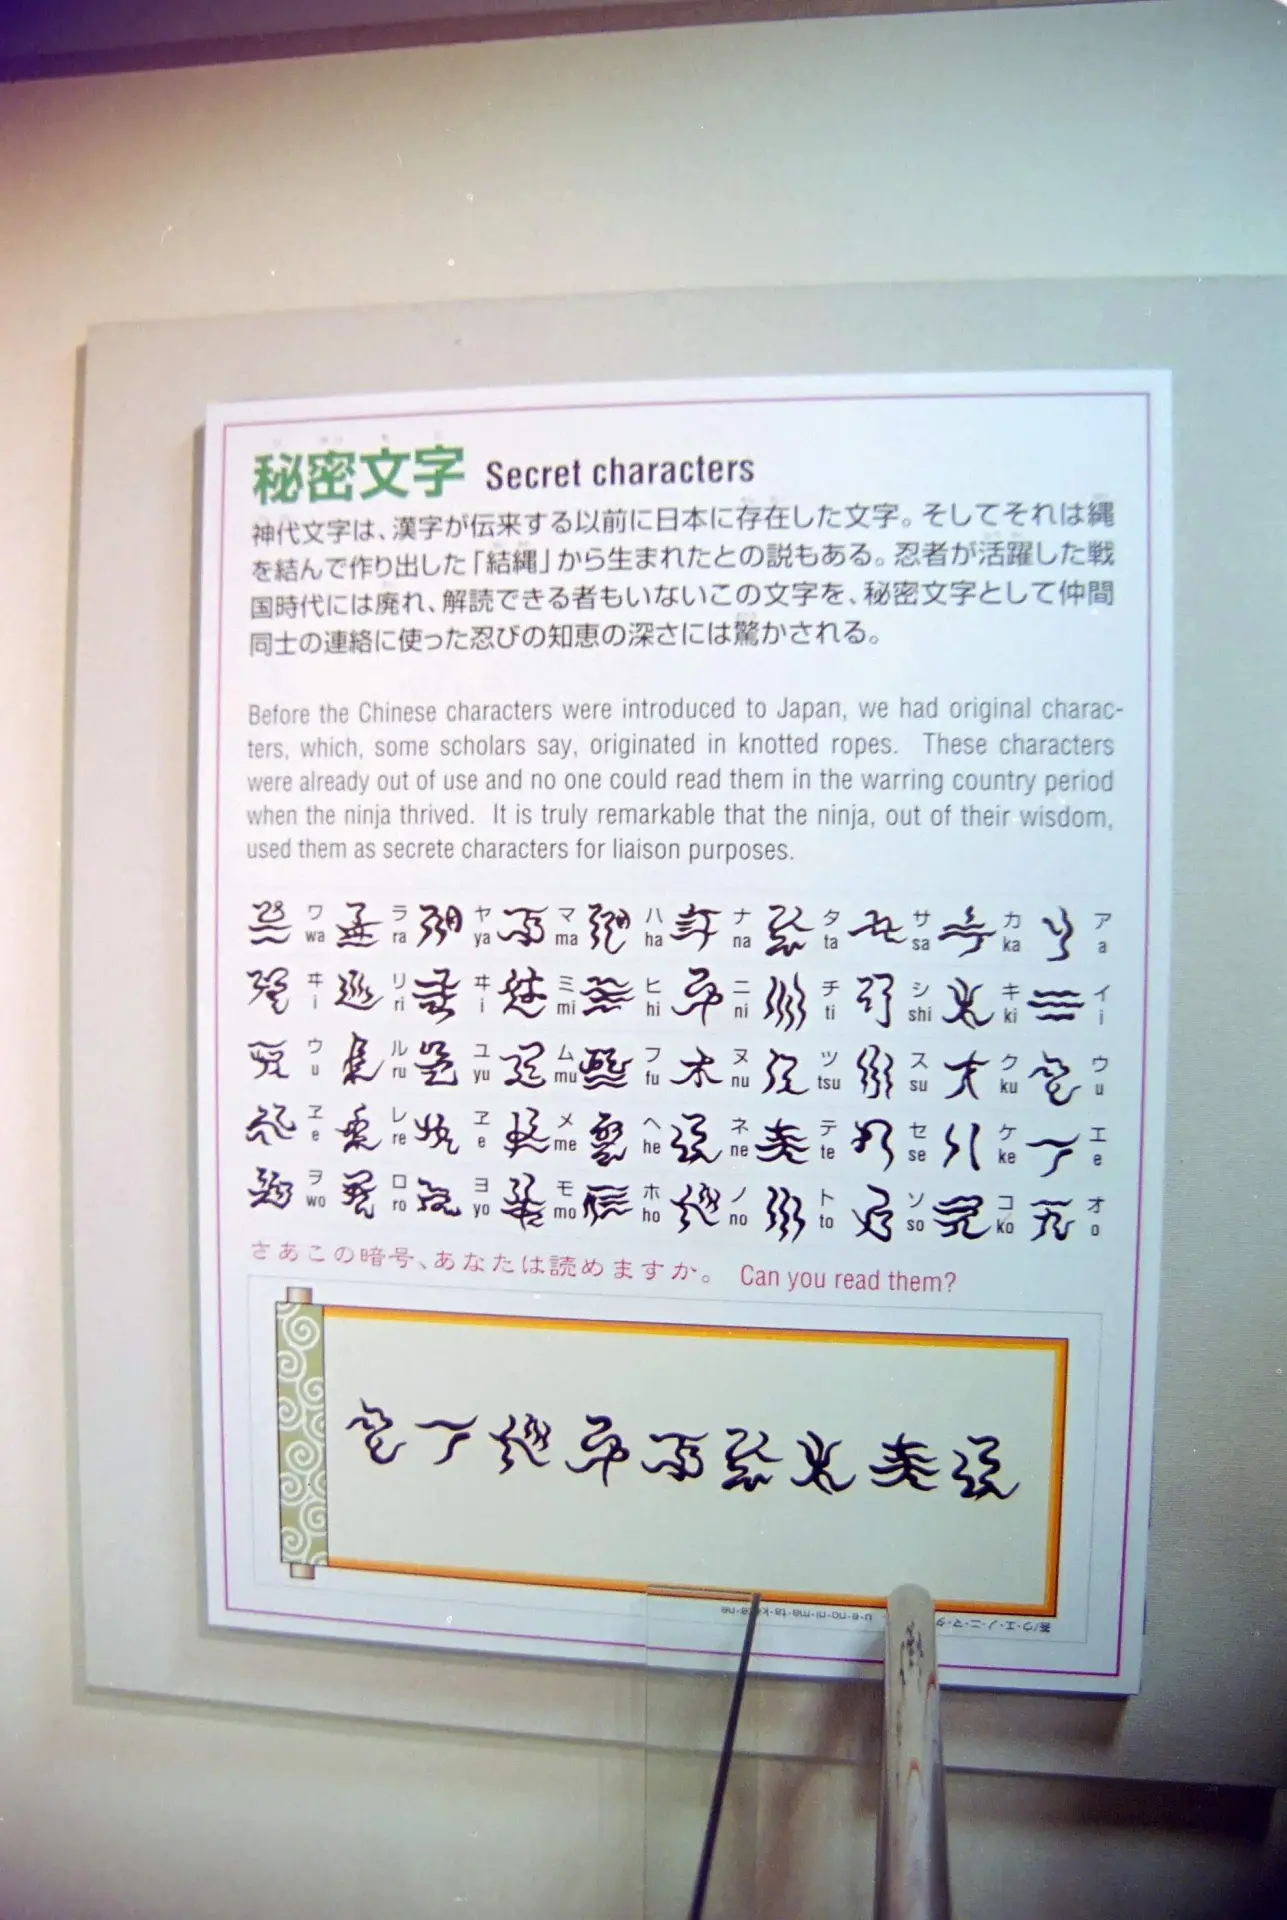 秘密文字 Secret characters
神代文字は、漢字が伝来する以前に日本に存在した文字。そしてそれは縄
を結んで作り出した「結縄」から生まれたとの説もある。忍者が活躍した戦
国時代には廃れ、解読できる者もいないこの文字を、秘密文字として仲間
同士の連絡に使った忍びの知恵の深さには驚かされる。
Before the Chinese characters were introduced to Japan, we had original charac-
ters, which, some scholars say, originated in knotted ropes. These characters
were already out of use and no one could read them in the warring country period
when the ninja thrived. It is truly remarkable that the ninja, out of their wisdom,
used them as secrete characters for liaison purposes.
ワ ラ ヤ マ ハ ナ タ サ カ ア
wa ra ya ma ha na ta sa ka a
ヰ リ ヰ ミ ヒ ニ チ シ キ イ
i ri i mi hi ni ti shi ki i
ウ ル ユ ム フ ヌ ツ ス ク ウ
u ru yu mu fu nu tsu su ku u
ヱ レ ヱ メ ヘ ネ テ セ ケ エ
e re e me he ne te se ke e
ヲ ロ ヨ モ ホ ノ ト ソ コ オ
wo ro yo mo ho no to so ko o
さあこの暗号、あなたは読めますか。 Can you read them?
答/ウ・エ・ノ・ニ・マ・タ u-e-no-ni-ma-ta-k